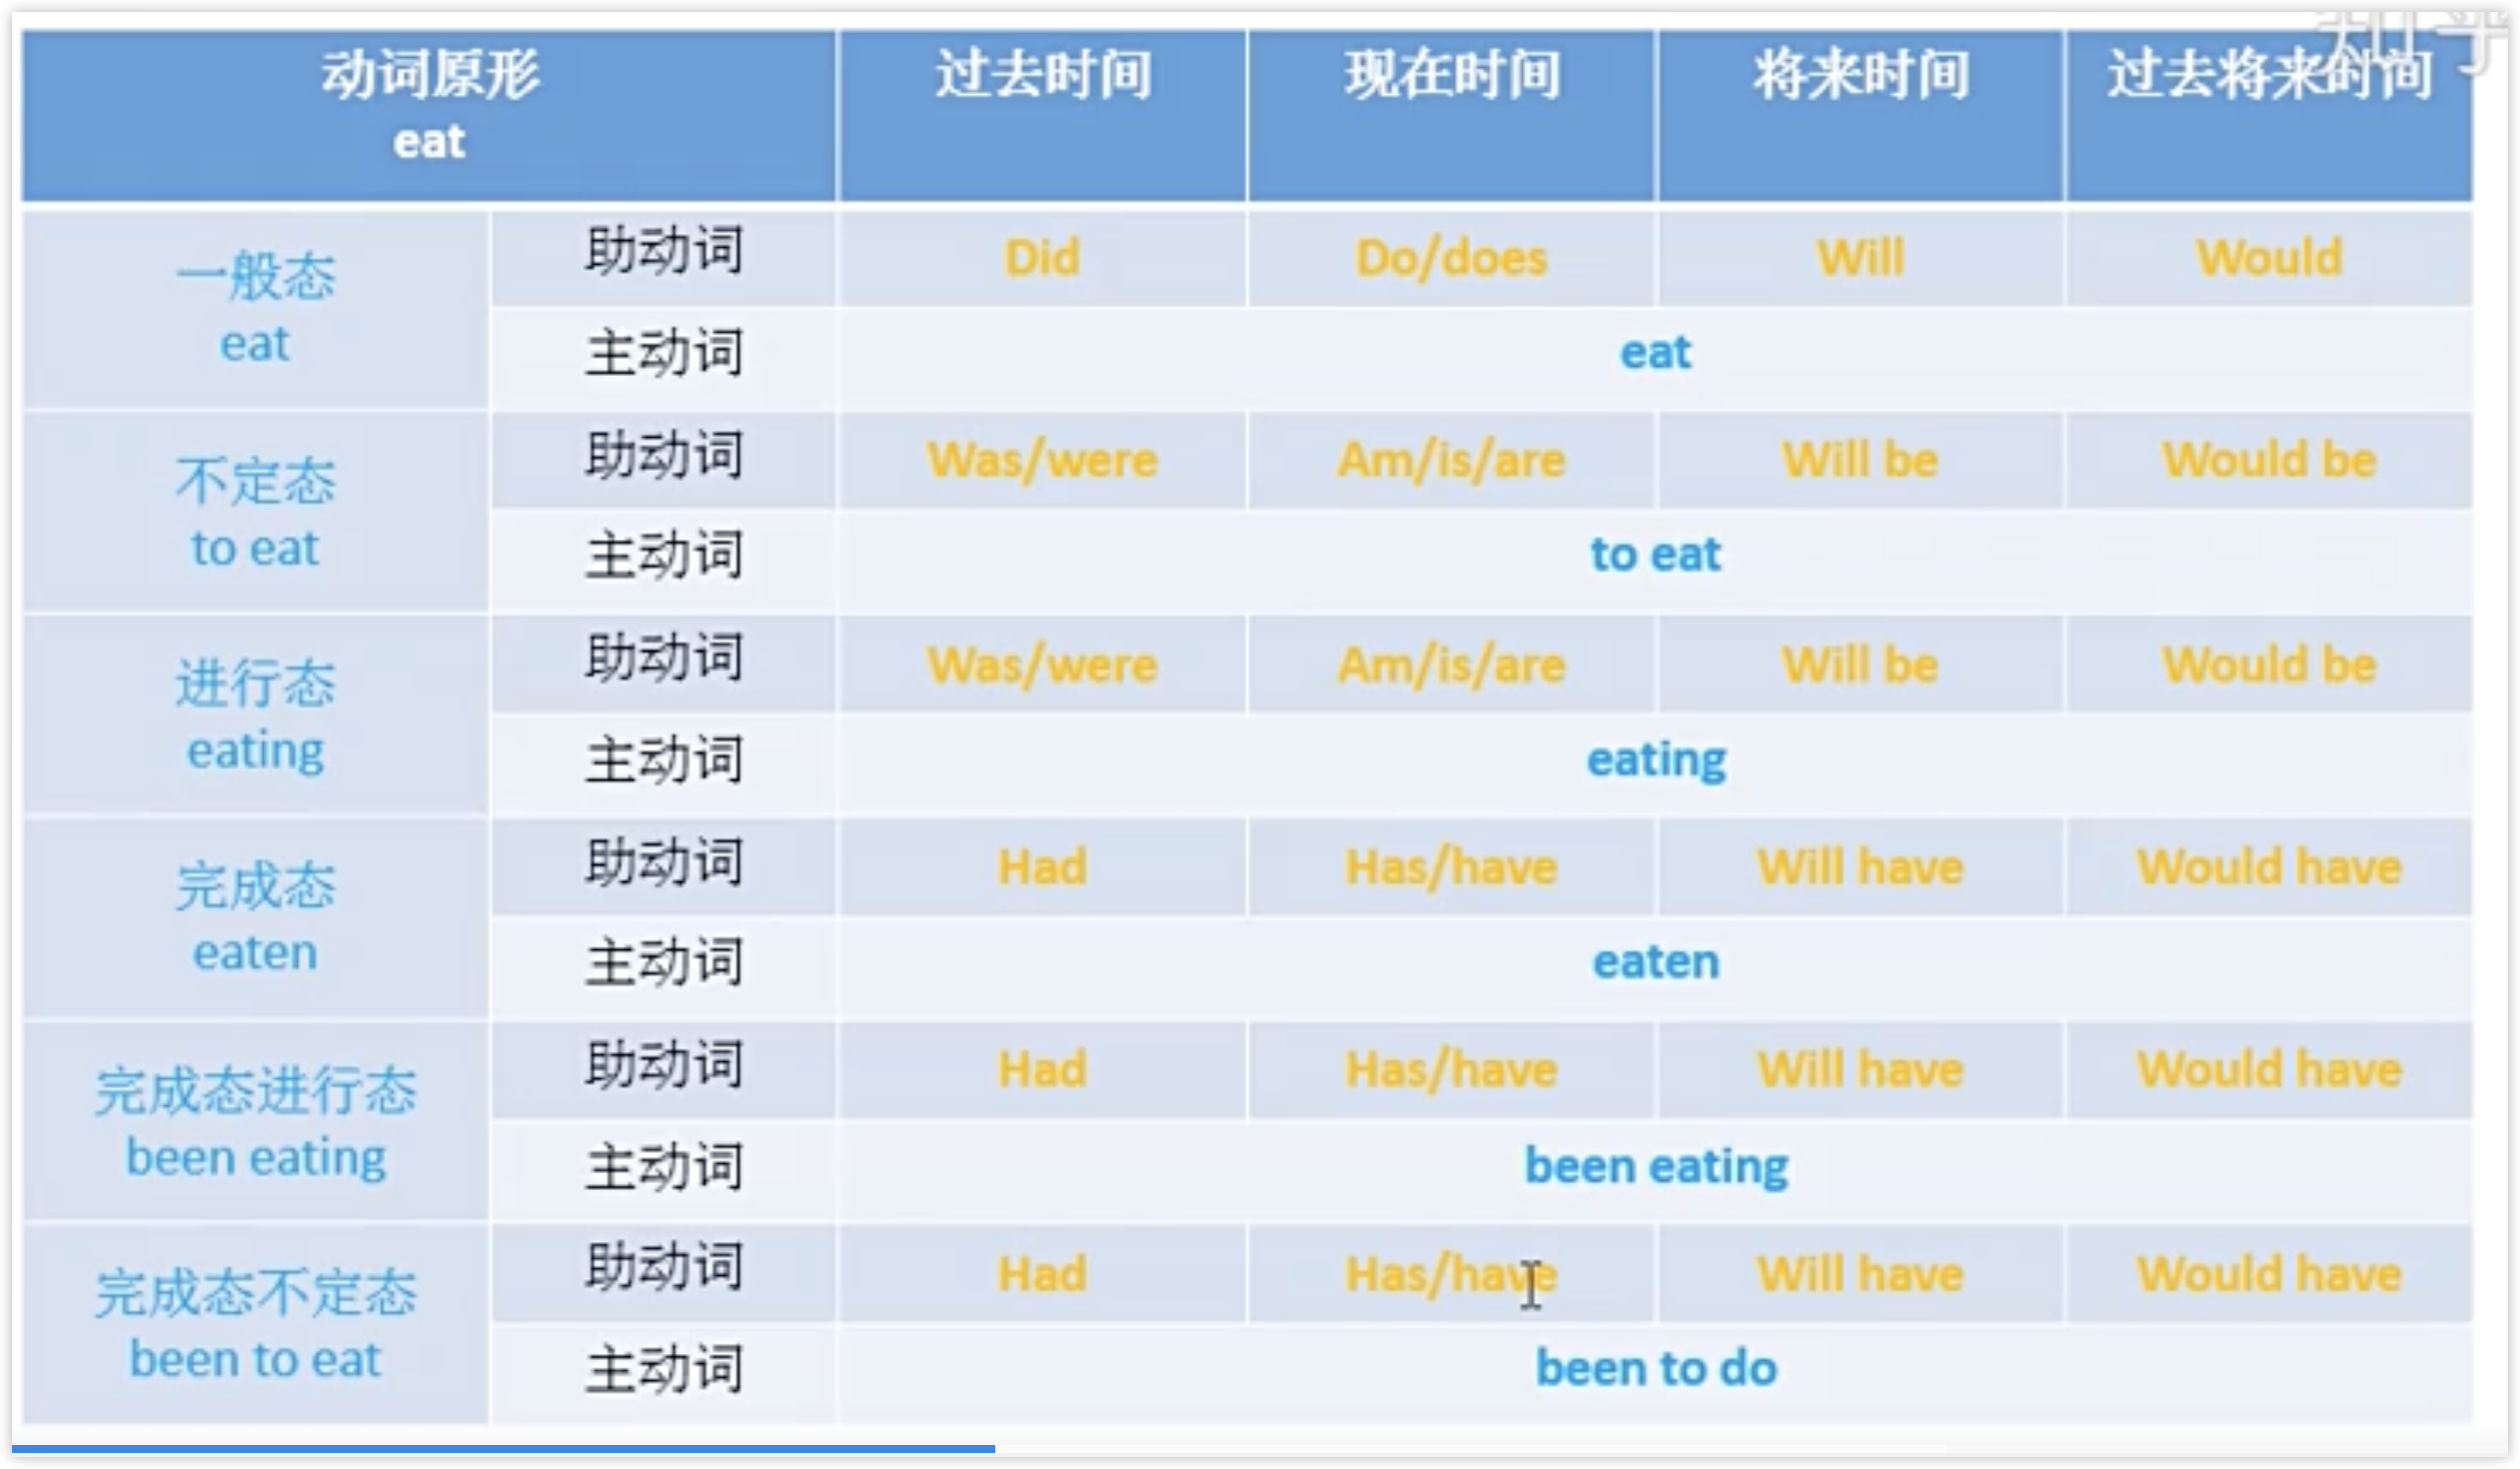 知乎
动词原形
eat
过去时间
现在时间
将来时间
过去将来时间
一般态
eat
助动词
Did
Do/does
Will
Would
主动词
eat
不定态
to eat
助动词
Was/were
Am/is/are
Will be
Would be
主动词
to eat
进行态
eating
助动词
Was/were
Am/is/are
Will be
Would be
主动词
eating
完成态
eaten
助动词
Had
Has/have
Will have
Would have
主动词
eaten
完成态进行态
been eating
助动词
Had
Has/have
Will have
Would have
主动词
been eating
完成态不定态
been to eat
助动词
Had
Has/have
Will have
Would have
主动词
been to do